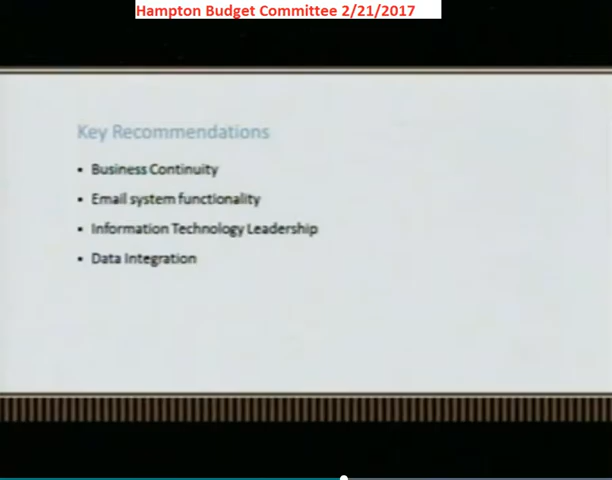 Hampton Budget Committee 2/21/2017
Key Recommendations
• Business Continuity
• Email system functionality
• Information Technology Leadership
• Data Integration